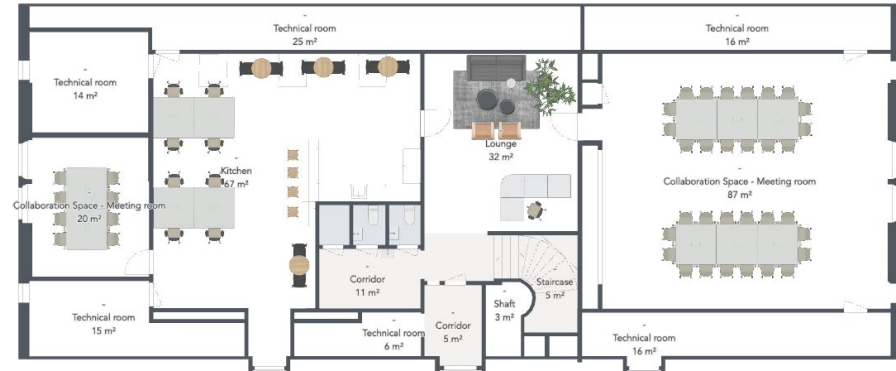 -
Technical room
25 m²
-
Technical room
16 m²
-
Technical room
14 m²
-
Lounge
32 m²
-
Kitchen
67 m²
-
Collaboration Space - Meeting room
20 m²
-
Collaboration Space - Meeting room
87 m²
-
Corridor
11 m²
-
Staircase
5 m²
-
Shaft
3 m²
-
Technical room
15 m²
-
Technical room
6 m²
-
Corridor
5 m²
-
Technical room
16 m²